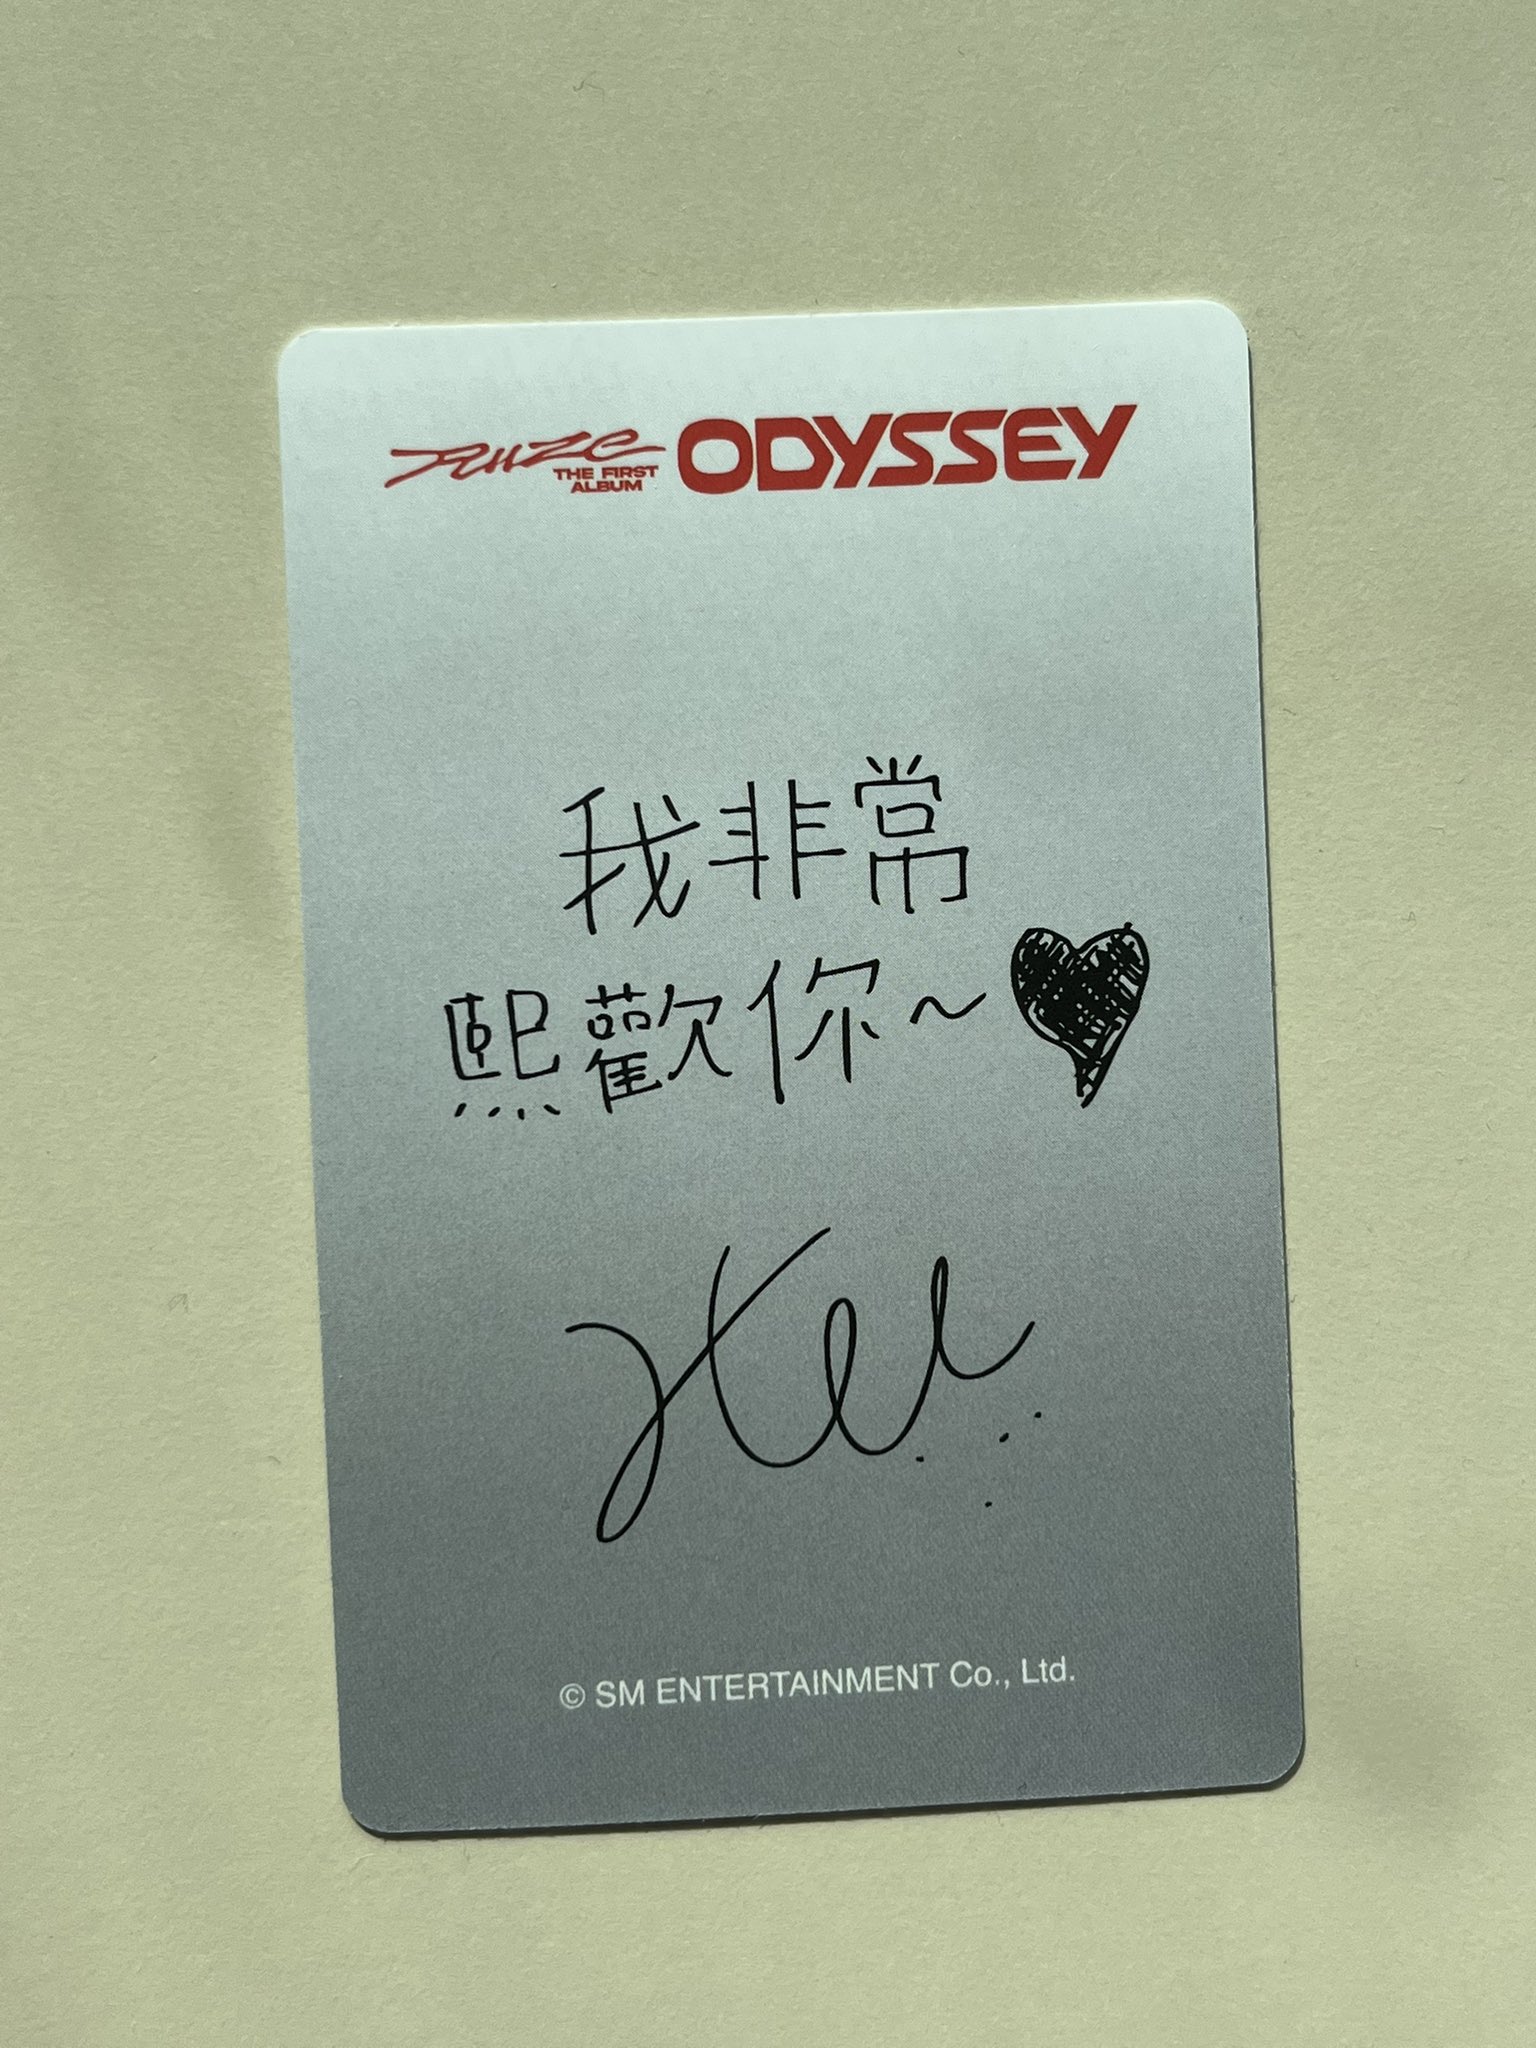 RIIZE THE FIRST ALBUM ODYSSEY
我非常
熙歡你~
© SM ENTERTAINMENT Co., Ltd.